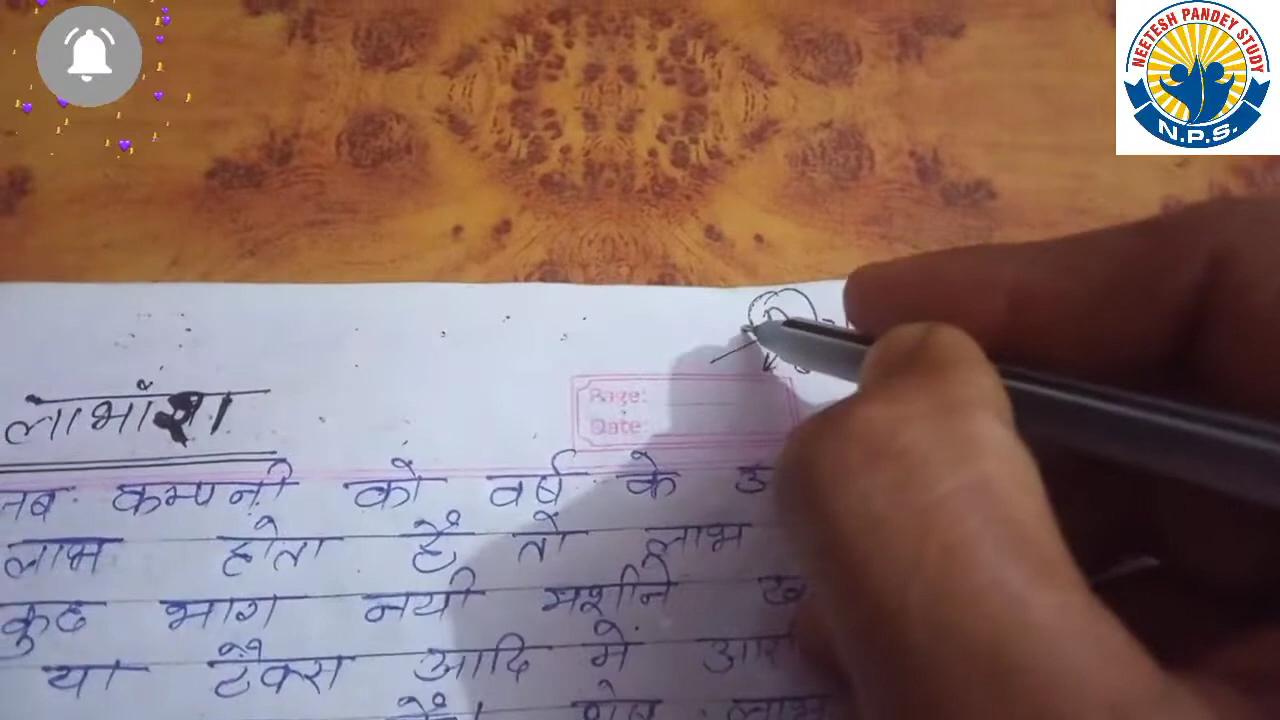 NEETESH PANDEY STUDY
N.P.S.
Page:
Date:
लाभांश
जब कम्पनी को वर्ष के
लाभ होता है तो लाभ
कुछ भाग नयी मशीने
या टैक्स आदि में
है। शेष लाभ